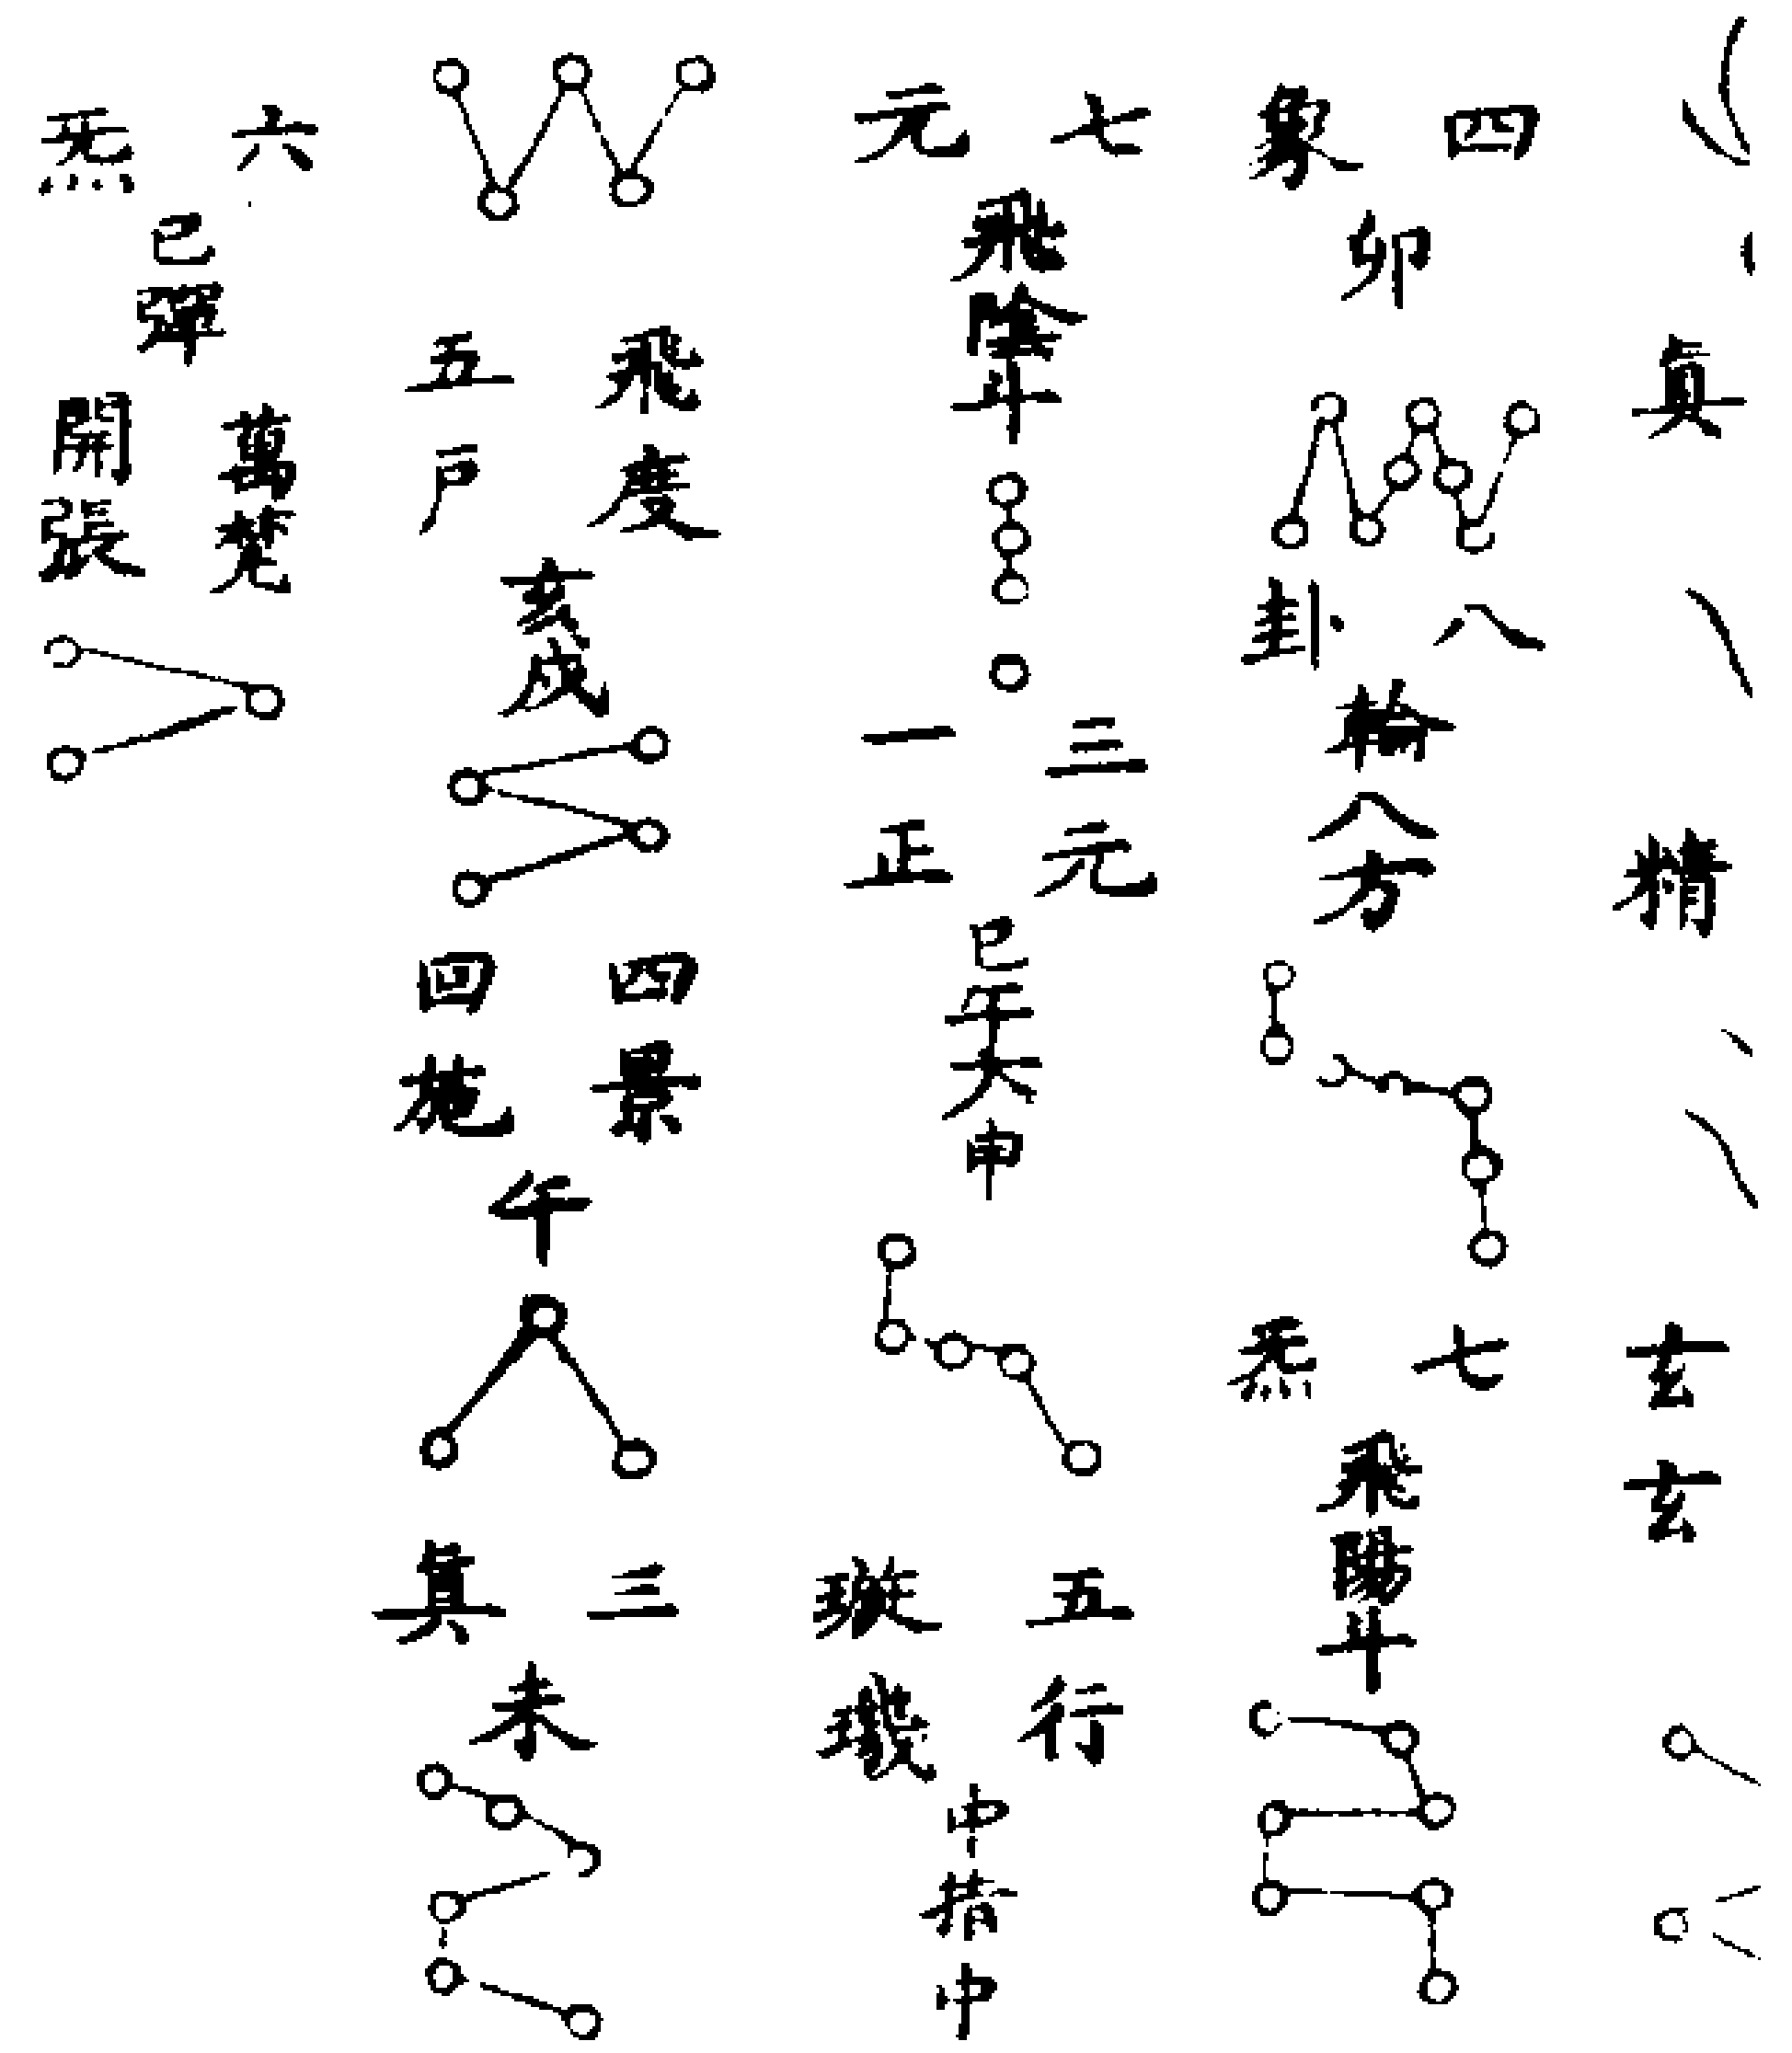 真
精
玄
玄
四象
卯
八卦
輪
八
方
七炁
飛
陽
斗
七元
飛
陰
斗
三元
一正
巳
午
大
申
五行
璇璣
中
指
中
飛度
五戸
亥
戌
四景
回施
午
三真
未
六炁
巳
彈
萬梵
開張